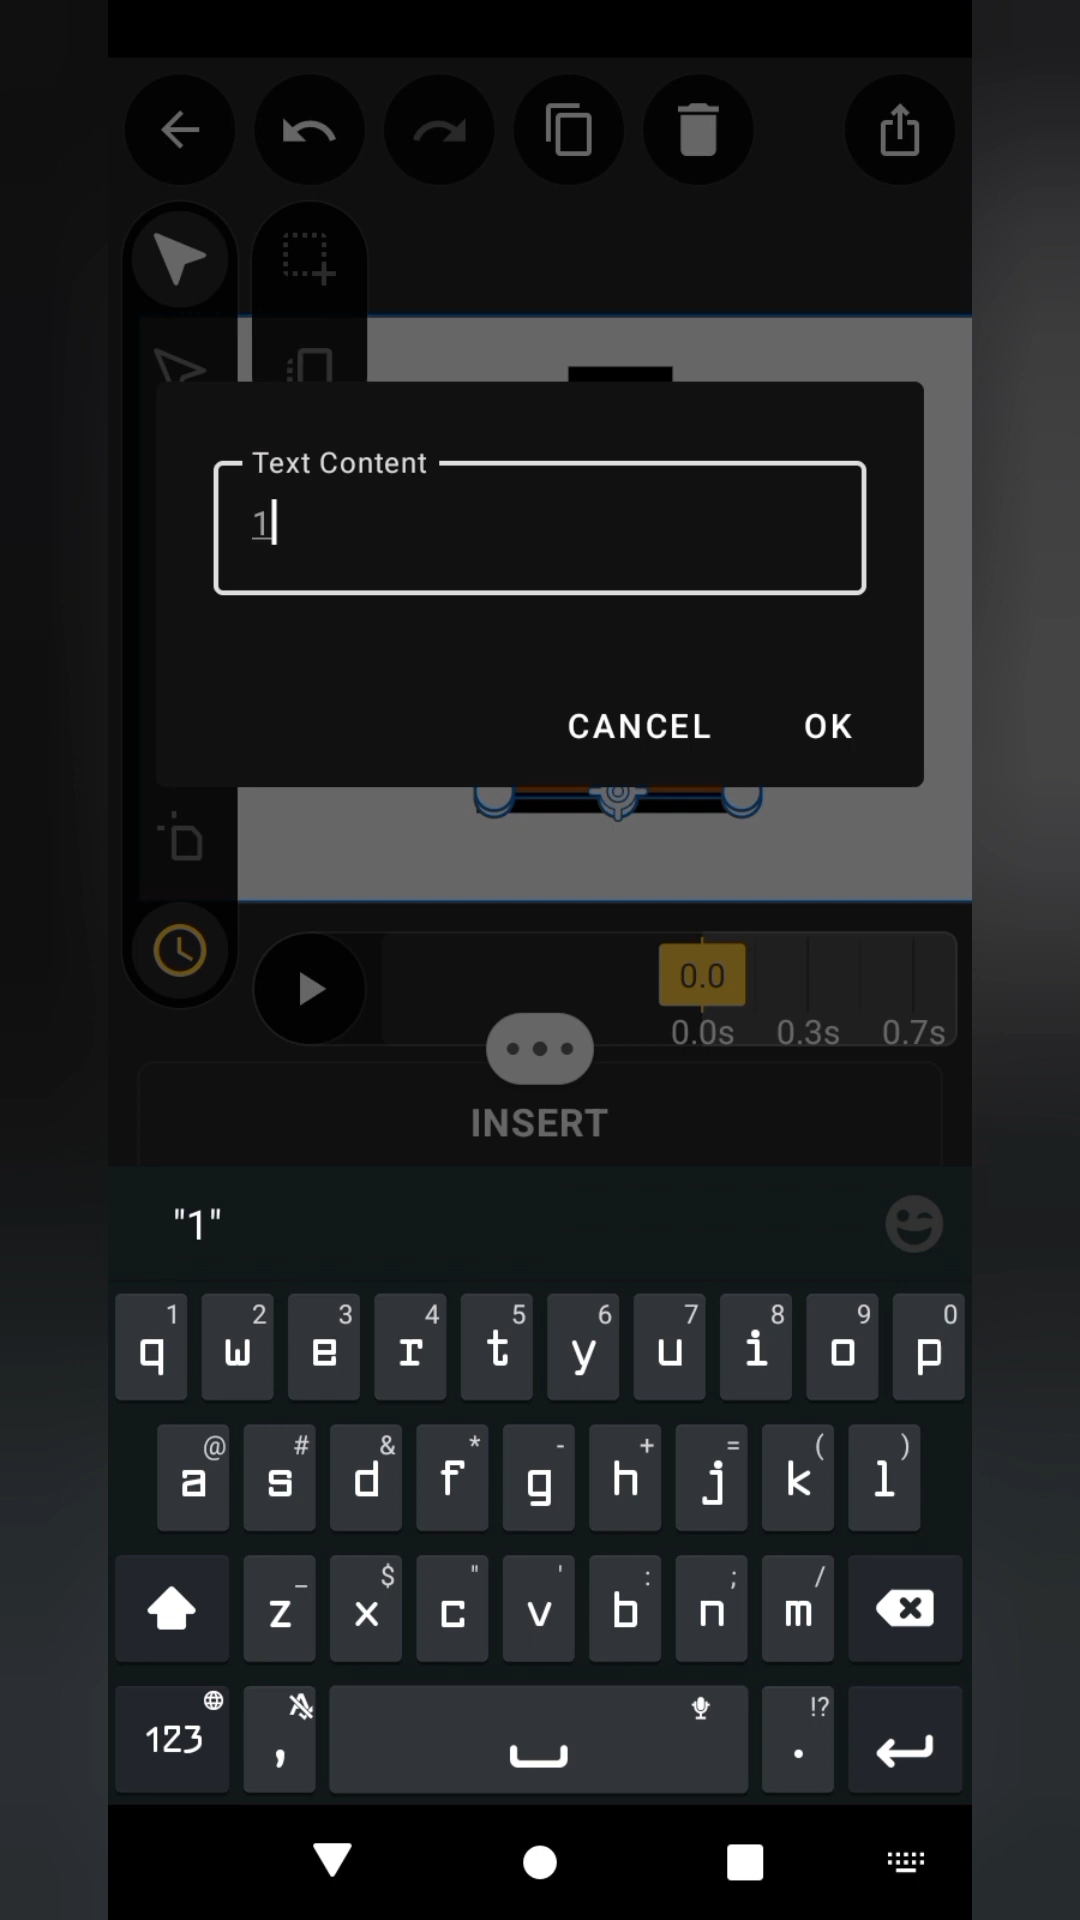 Text Content
1
CANCEL OK
0.0
0.0s 0.3s 0.7s
INSERT
"1"
1 2 3 4 5 6 7 8 9 0
q w e r t y u i o p
@ # & * - + = ( )
a s d f g h j k l
_ $ " ' : ; /
z x c v b n m
!?
123 , .